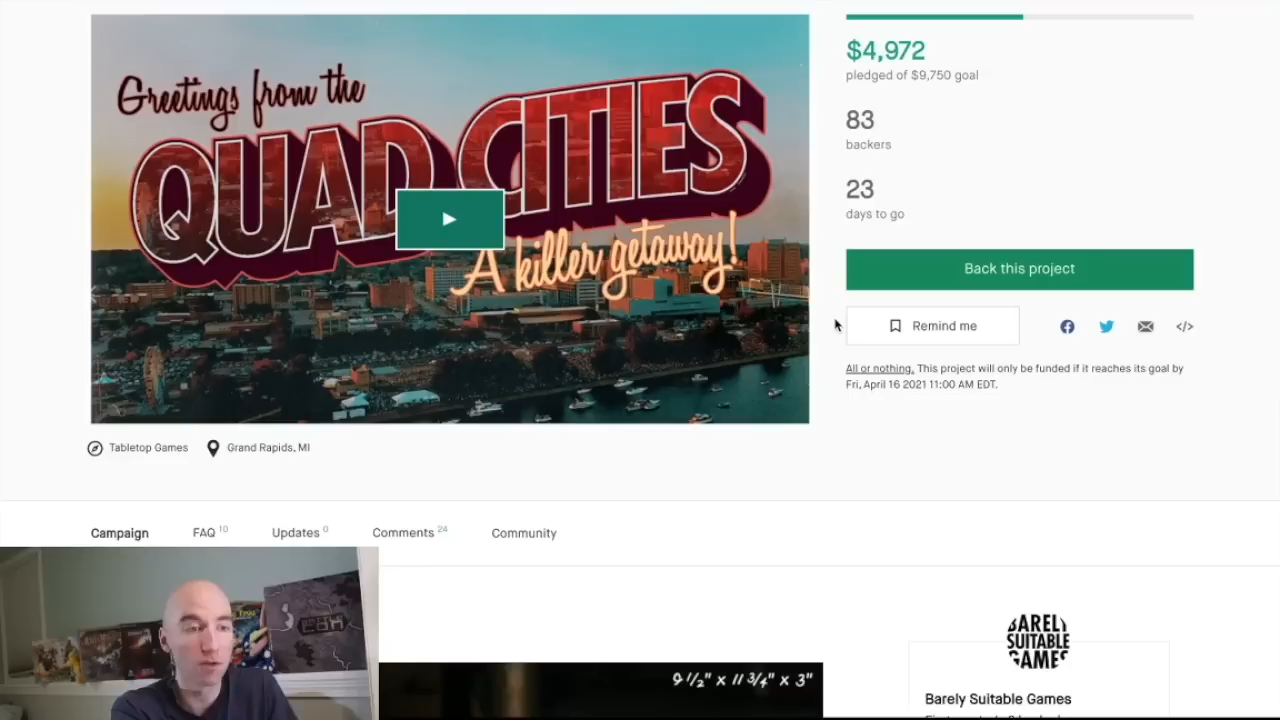 Greetings from the
QUAD CITIES
A killer getaway!
$4,972
pledged of $9,750 goal
83
backers
23
days to go
Back this project
Remind me
</>
All or nothing. This project will only be funded if it reaches its goal by
Fri, April 16 2021 11:00 AM EDT.
Tabletop Games
Grand Rapids, MI
Campaign
FAQ 10
Updates 0
Comments 24
Community
9 1/2" x 11 3/4" x 3"
BARELY
SUITABLE
GAMES
Barely Suitable Games